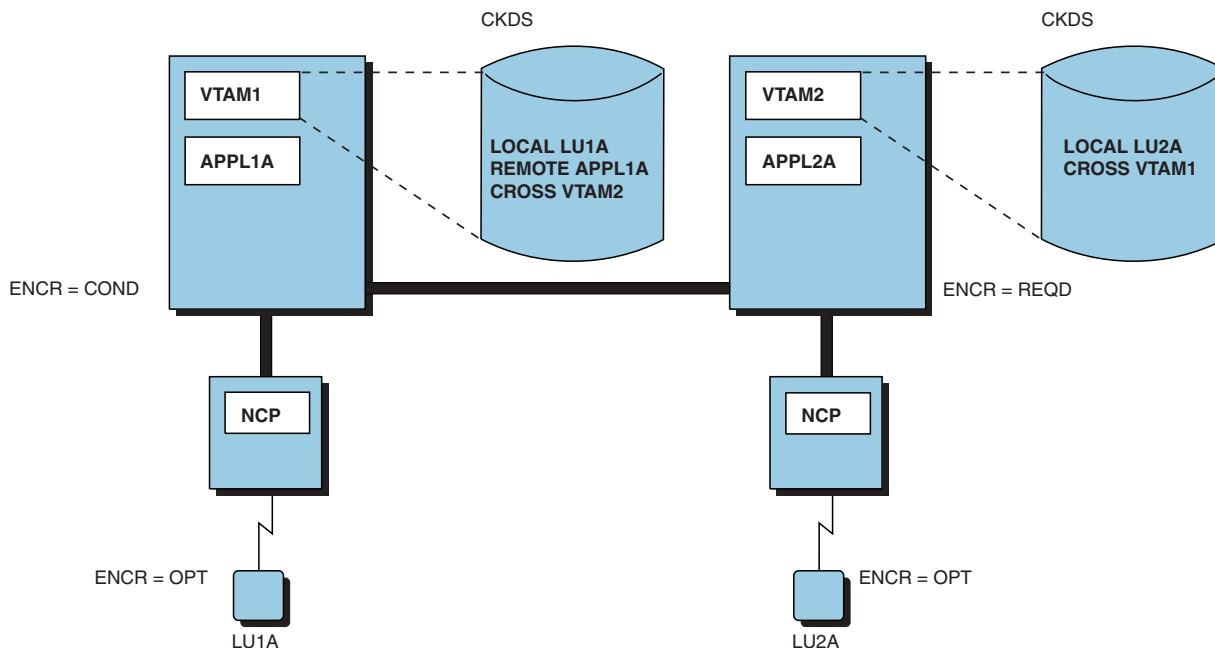 CKDS
CKDS
VTAM1
APPL1A
LOCAL LU1A
REMOTE APPL1A
CROSS VTAM2
VTAM2
APPL2A
LOCAL LU2A
CROSS VTAM1
ENCR = COND
ENCR = REQD
NCP
NCP
ENCR = OPT
LU1A
ENCR = OPT
LU2A